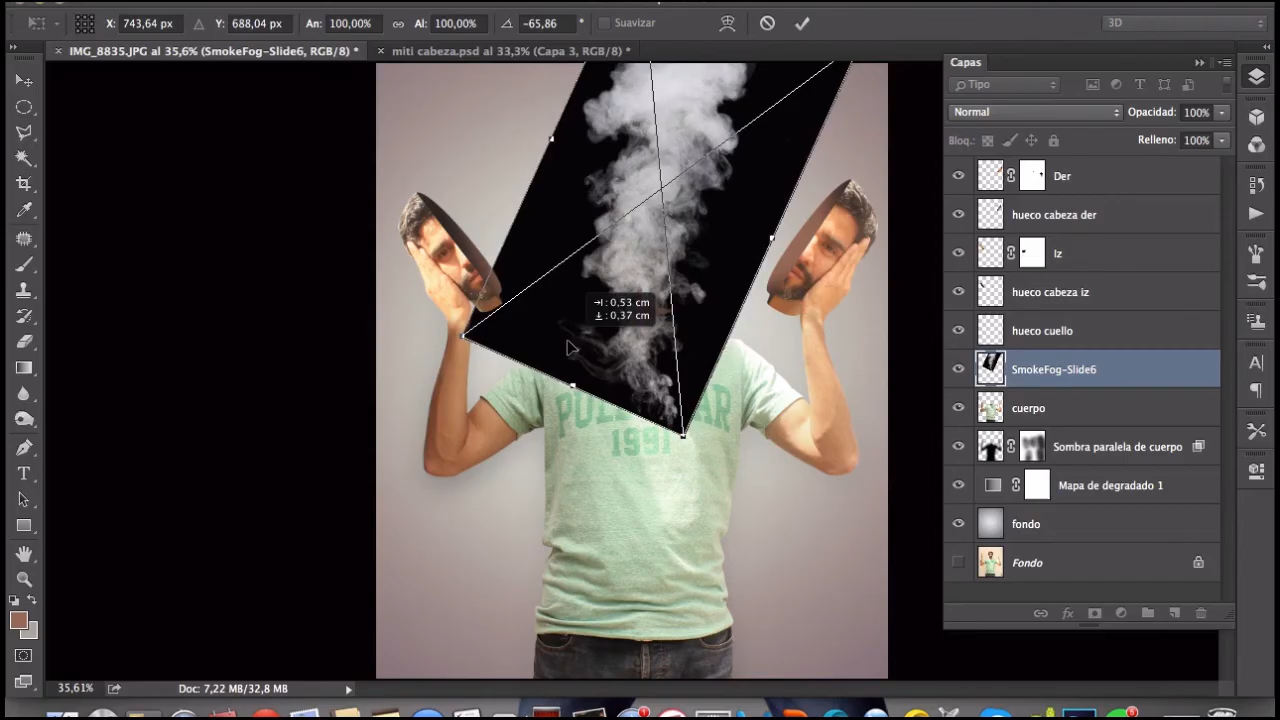 X: 743,64 px Y: 688,04 px An: 100,00% Al: 100,00% -65,86 ° Suavizar 3D
× IMG_8835.JPG al 35,6% (SmokeFog-Slide6, RGB/8) * × miti cabeza.psd al 33,3% (Capa 3, RGB/8) *
Capas
Tipo
Normal Opacidad: 100%
Bloq.: Relleno: 100%
Der
hueco cabeza der
Iz
hueco cabeza iz
hueco cuello
SmokeFog-Slide6
cuerpo
Sombra paralela de cuerpo
Mapa de degradado 1
fondo
Fondo
fx
: 0,53 cm
: 0,37 cm
1991
T
A
35,61% Doc: 7,22 MB/32,8 MB